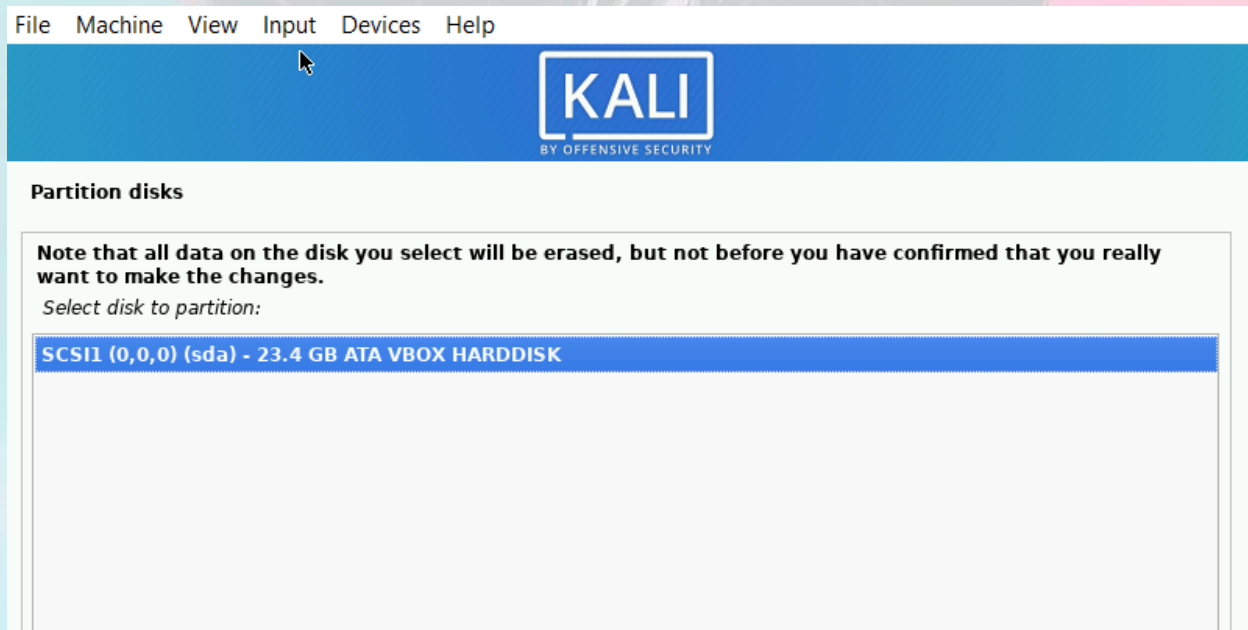 File Machine View Input Devices Help
KALI
BY OFFENSIVE SECURITY
Partition disks
Note that all data on the disk you select will be erased, but not before you have confirmed that you really
want to make the changes.
Select disk to partition:
SCSI1 (0,0,0) (sda) - 23.4 GB ATA VBOX HARDDISK